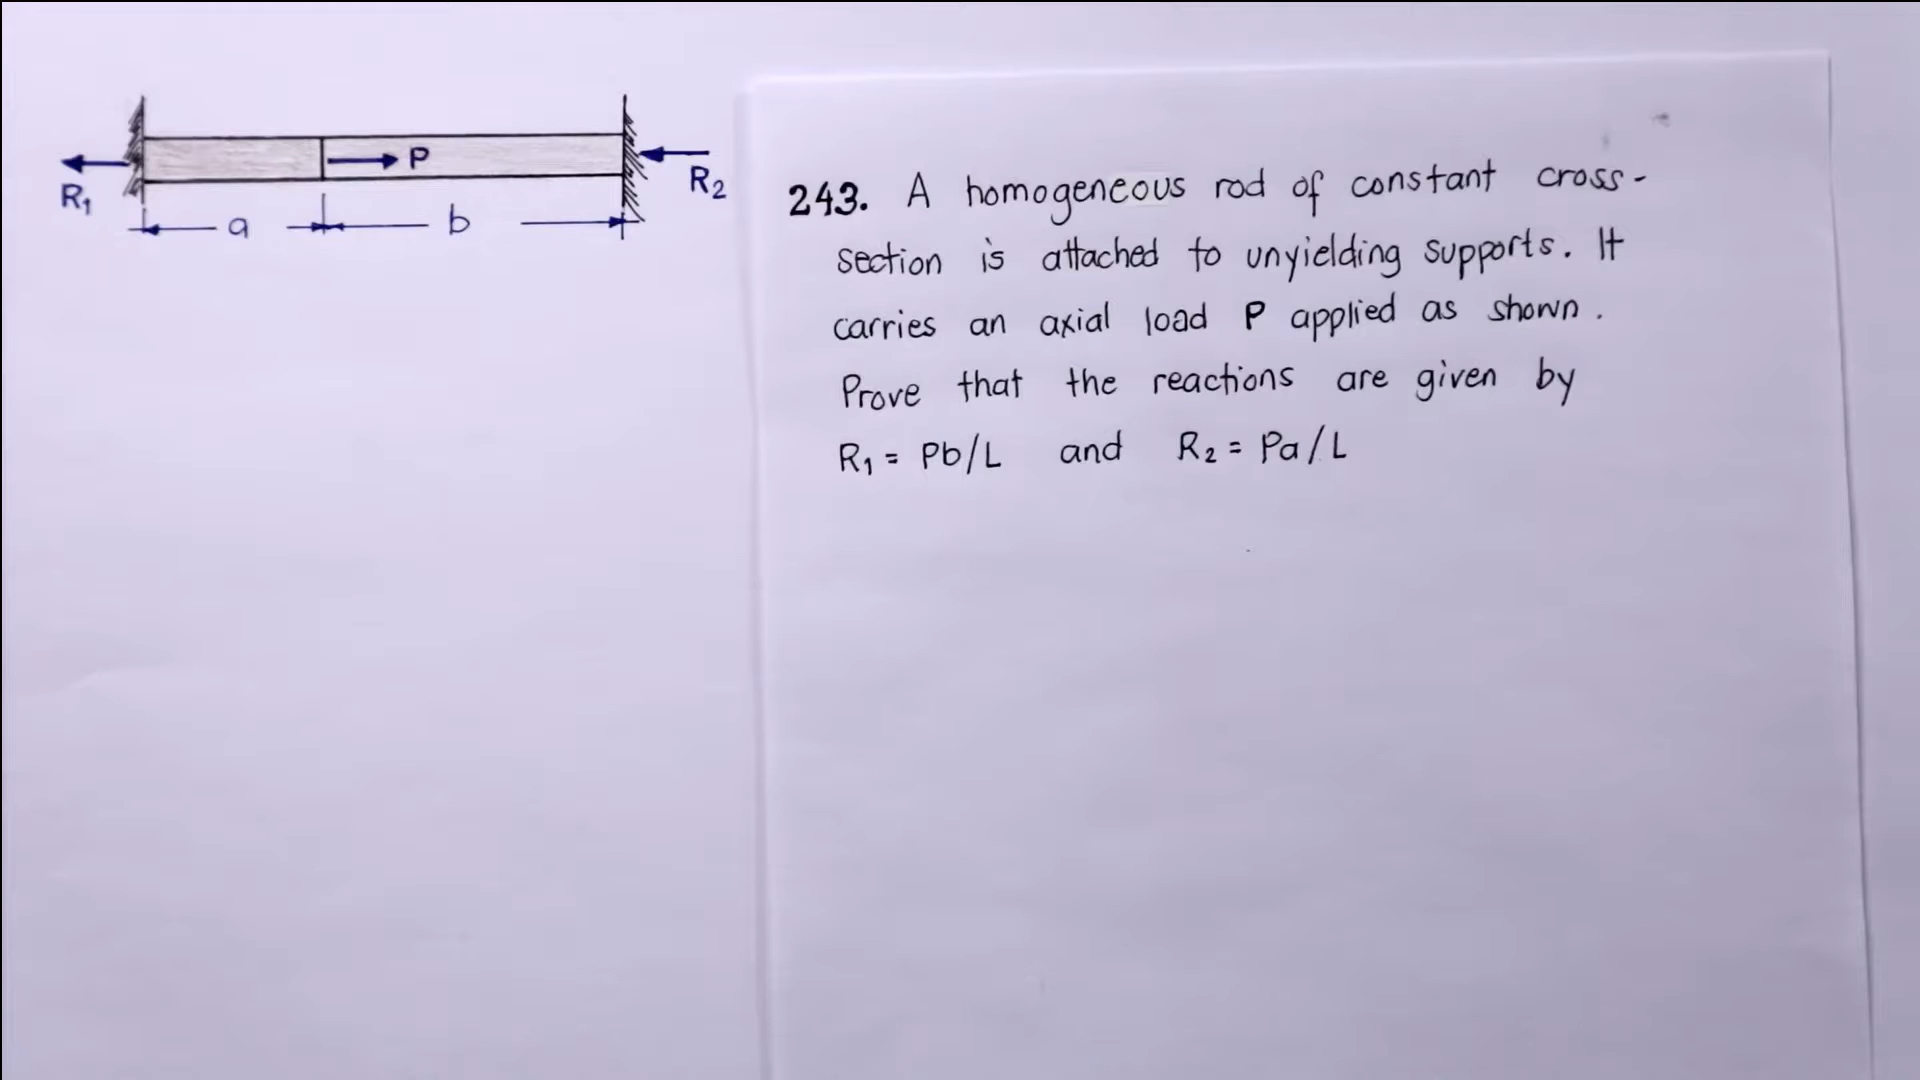 P
R₁
R₂
a
b
243. A homogeneous rod of constant cross-
section is attached to unyielding supports. It
carries an axial load P applied as shown.
Prove that the reactions are given by
R₁ = Pb/L and R₂ = Pa/L